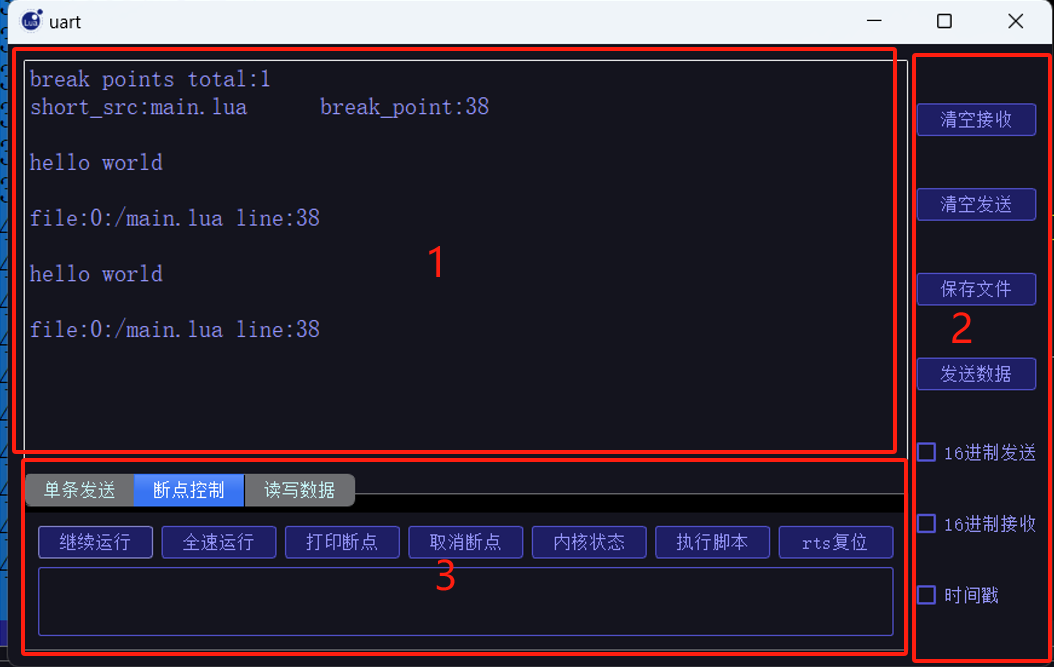 Lua uart
break points total:1
short_src:main.lua break_point:38
hello world
file:0:/main.lua line:38
hello world
file:0:/main.lua line:38
1
清空接收
清空发送
保存文件
2
发送数据
16进制发送
16进制接收
时间戳
单条发送 断点控制 读写数据
继续运行 全速运行 打印断点 取消断点 内核状态 执行脚本 rts复位
3